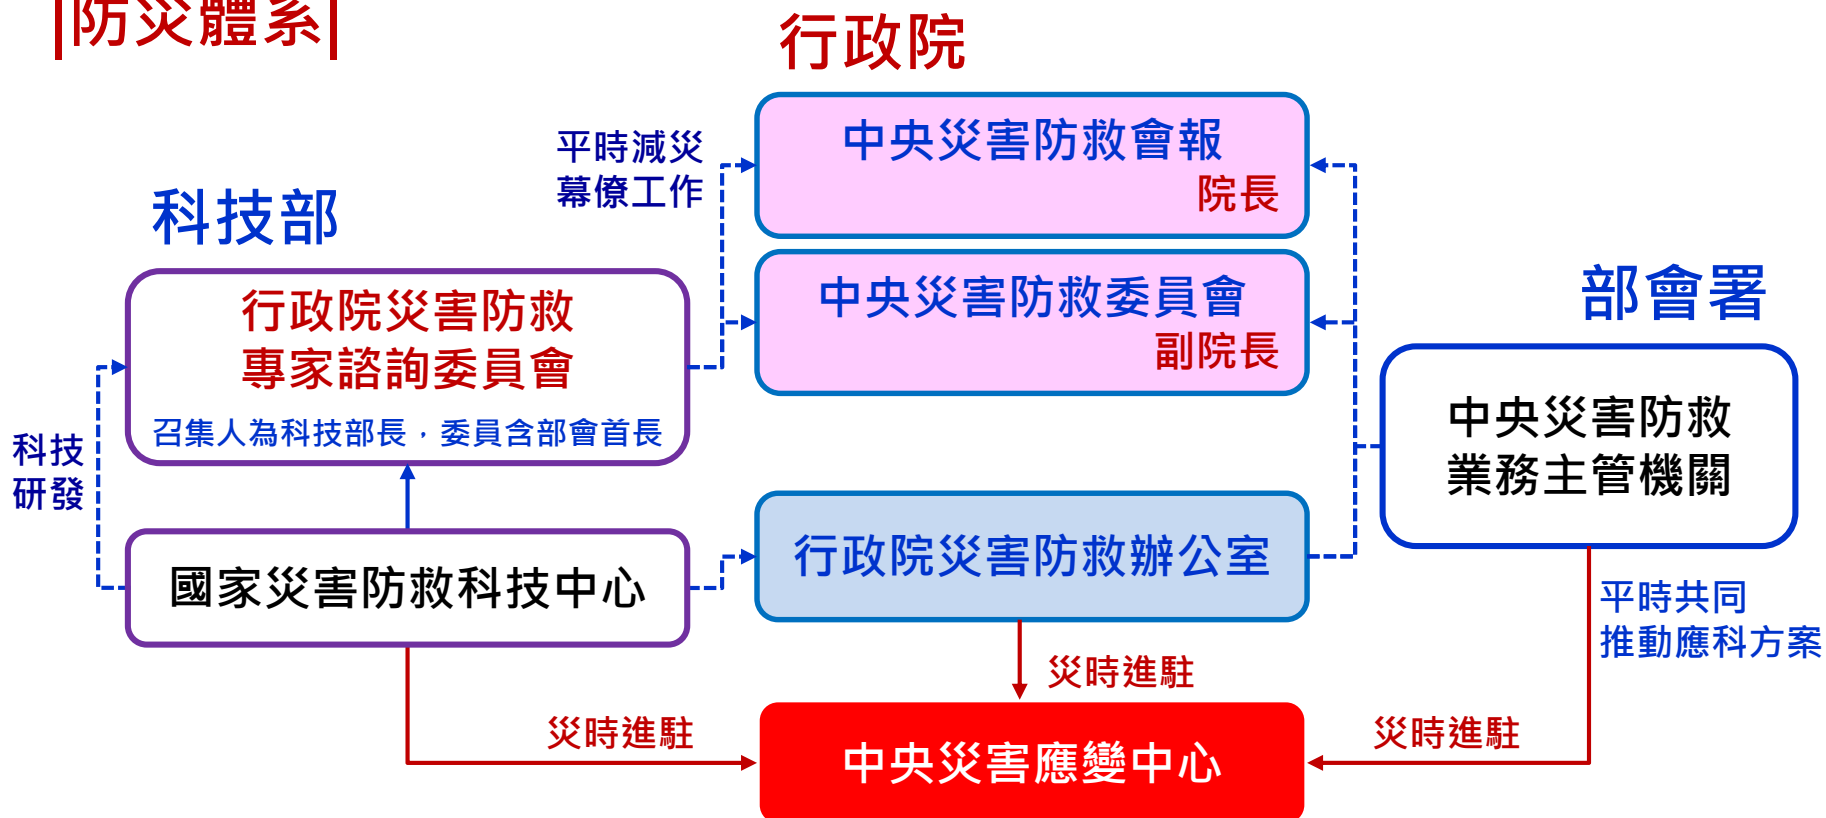 防災體系
行政院
中央災害防救會報
院長
平時減災
幕僚工作
科技部
中央災害防救委員會
副院長
部會署
行政院災害防救
專家諮詢委員會
召集人為科技部長，委員含部會首長
中央災害防救
業務主管機關
科技
研發
行政院災害防救辦公室
國家災害防救科技中心
平時共同
推動應科方案
災時進駐
災時進駐
災時進駐
中央災害應變中心